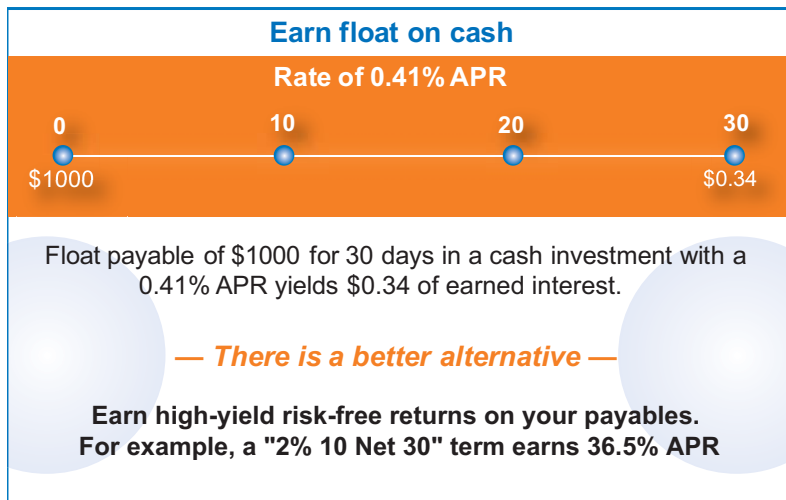 Earn float on cash
Rate of 0.41% APR
0 10 20 30
$1000 $0.34
Float payable of $1000 for 30 days in a cash investment with a
0.41% APR yields $0.34 of earned interest.
— There is a better alternative —
Earn high-yield risk-free returns on your payables.
For example, a "2% 10 Net 30" term earns 36.5% APR